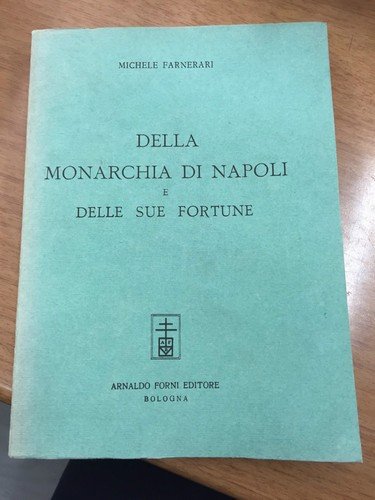 MICHELE FARNERARI
DELLA
MONARCHIA DI NAPOLI
E
DELLE SUE FORTUNE
A F
ARNALDO FORNI EDITORE
BOLOGNA